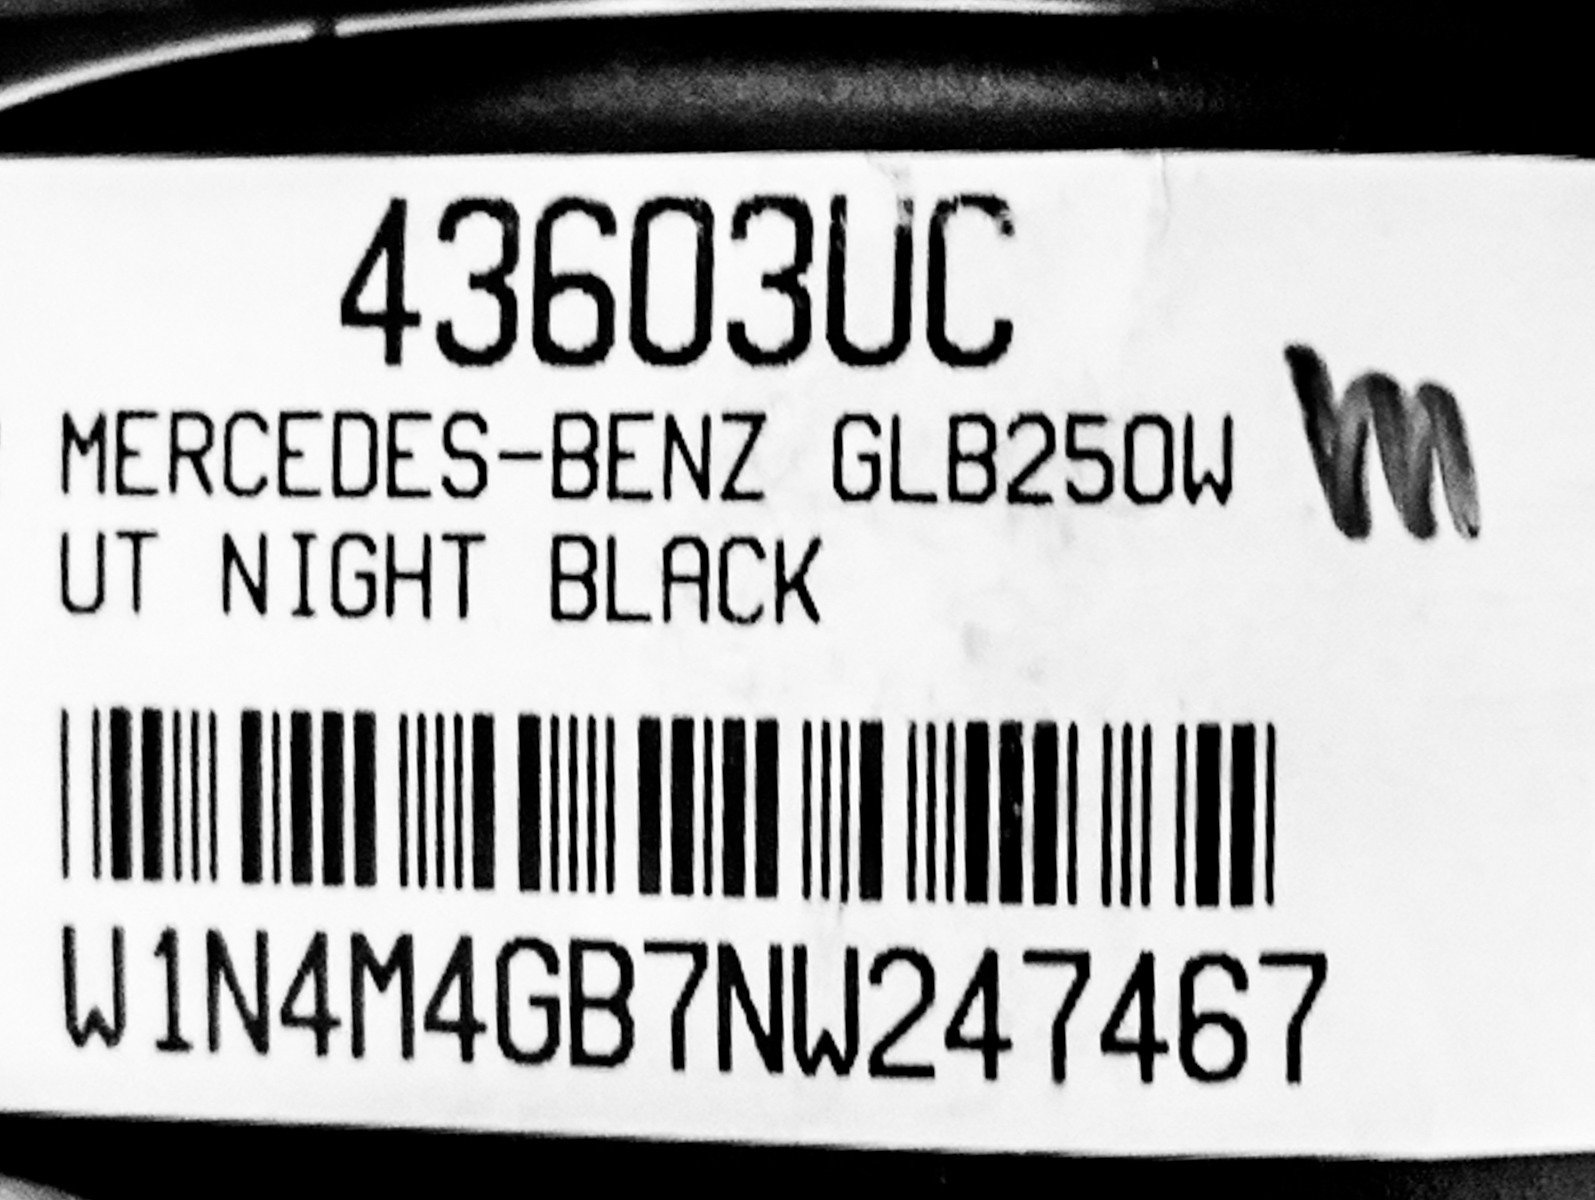 43603UC
MERCEDES-BENZ GLB250W
UT NIGHT BLACK
W1N4M4GB7NW247467